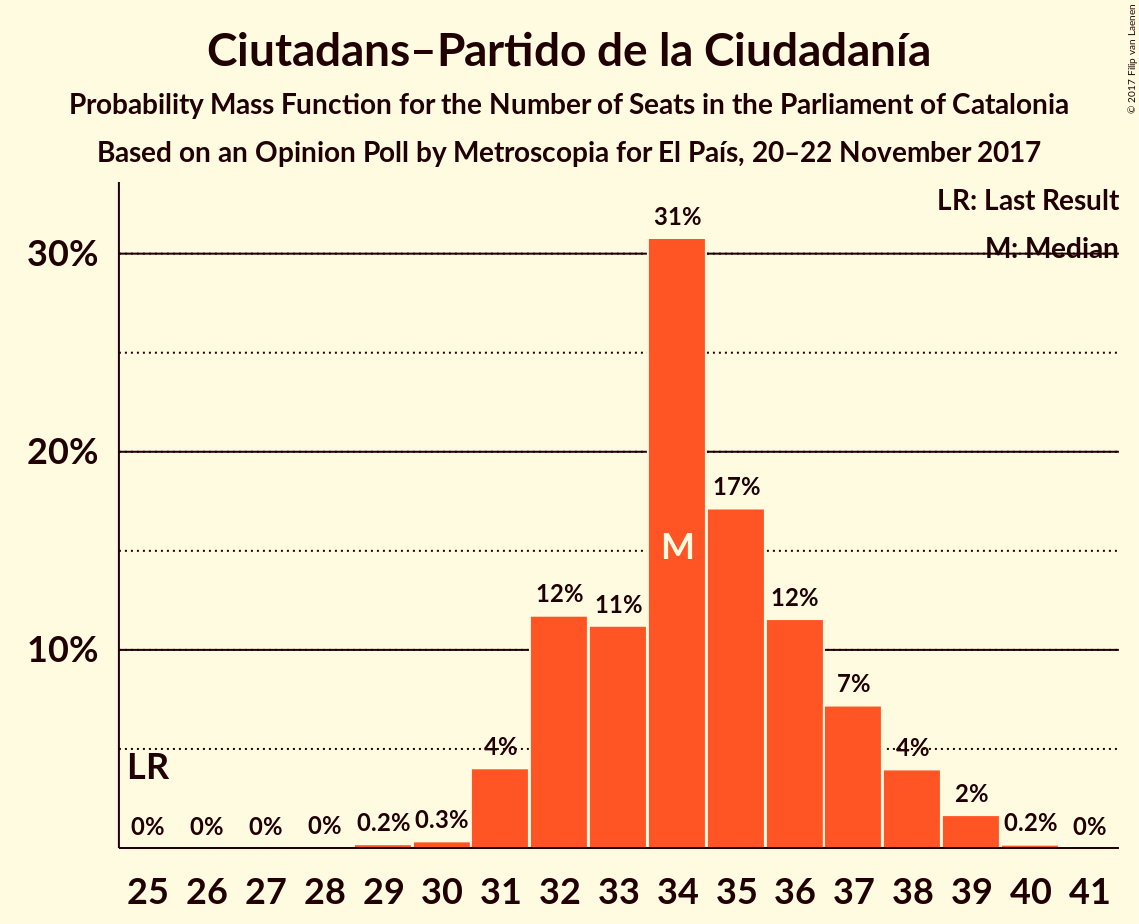 Ciutadans–Partido de la Ciudadanía
Probability Mass Function for the Number of Seats in the Parliament of Catalonia
Based on an Opinion Poll by Metroscopia for El País, 20–22 November 2017
© 2017 Filip van Laenen
LR: Last Result
M: Median
30%
20%
10%
31%
17%
M
12%
11%
12%
7%
4%
4%
2%
LR
0%
0%
0%
0%
0.2%
0.3%
0.2%
0%
25 26 27 28 29 30 31 32 33 34 35 36 37 38 39 40 41